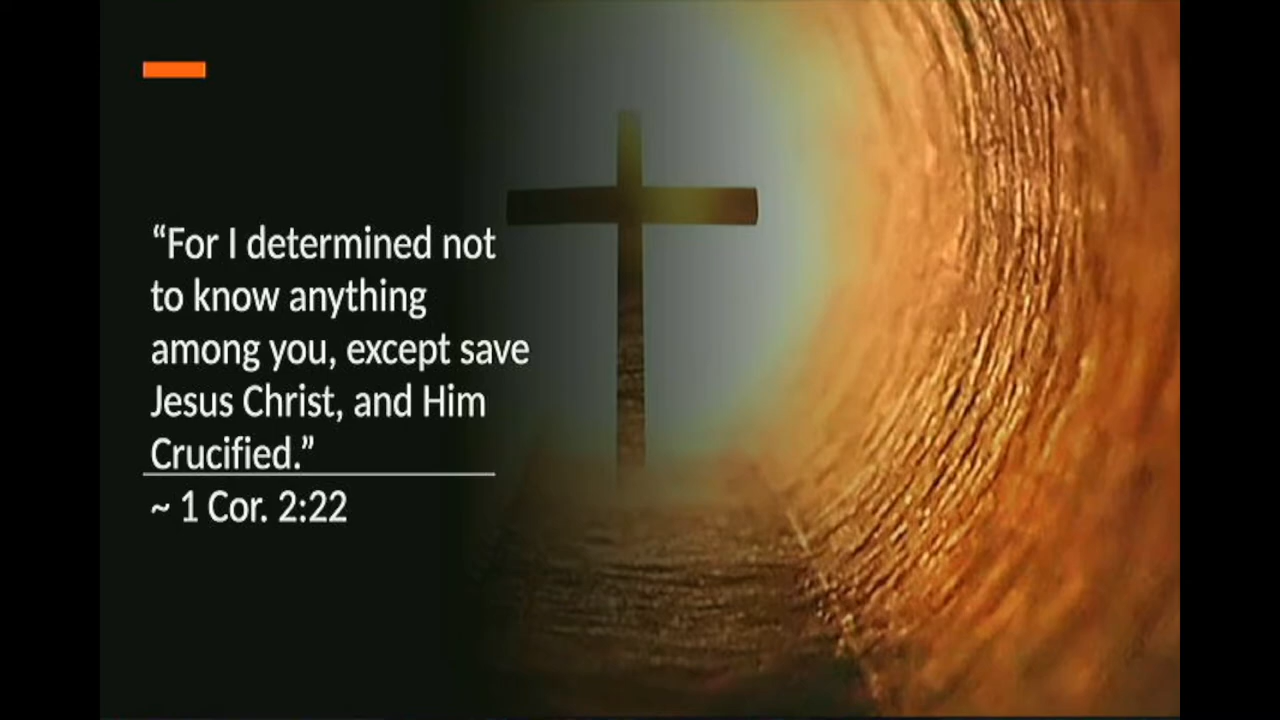 “For I determined not
to know anything
among you, except save
Jesus Christ, and Him
Crucified.”
~ 1 Cor. 2:22